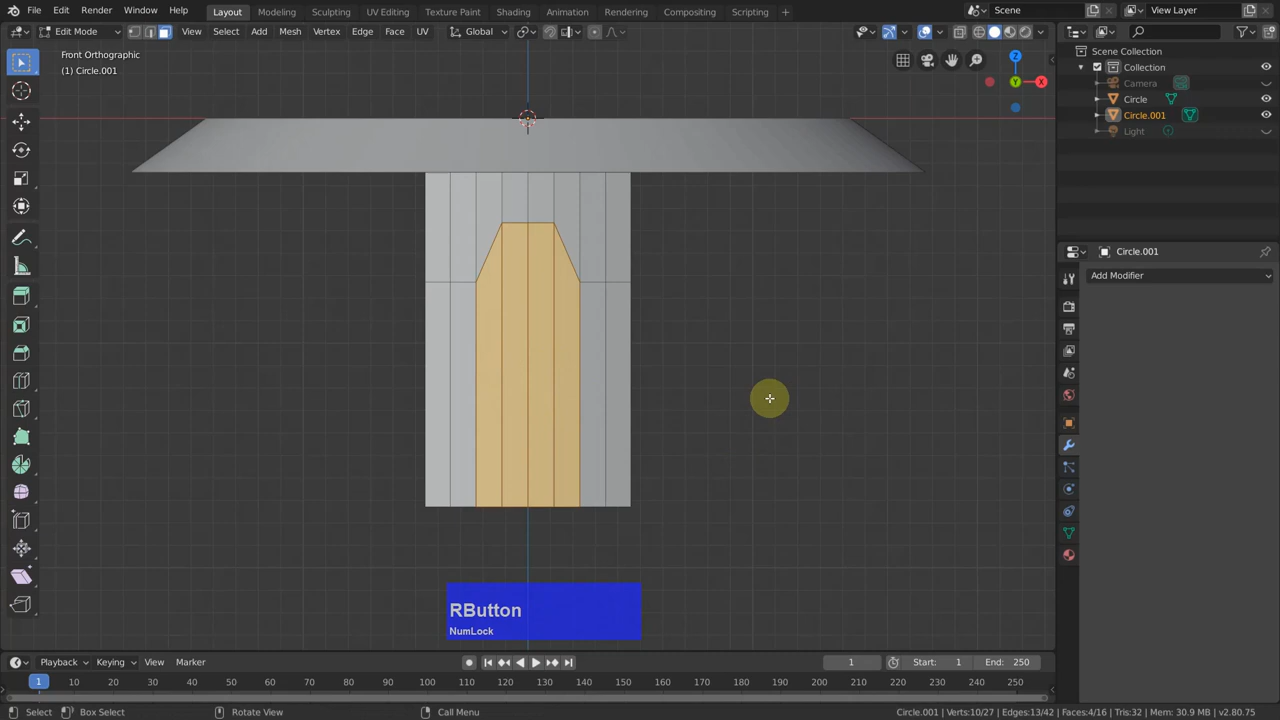 File Edit Render Window Help Layout Modeling Sculpting UV Editing Texture Paint Shading Animation Rendering Compositing Scripting + Scene View Layer
Edit Mode View Select Add Mesh Vertex Edge Face UV Global
Front Orthographic
(1) Circle.001
Z
Y
X
Scene Collection
Collection
Camera
Circle
Circle.001
Light
Circle.001
Add Modifier
RButton
NumLock
Playback Keying View Marker 1 Start: 1 End: 250
1 10 20 30 40 50 60 70 80 90 100 110 120 130 140 150 160 170 180 190 200 210 220 230 240 250
Select Box Select Rotate View Call Menu Circle.001 | Verts:10/27 | Edges:13/42 | Faces:4/16 | Tris:32 | Mem: 30.9 MB | v2.80.75